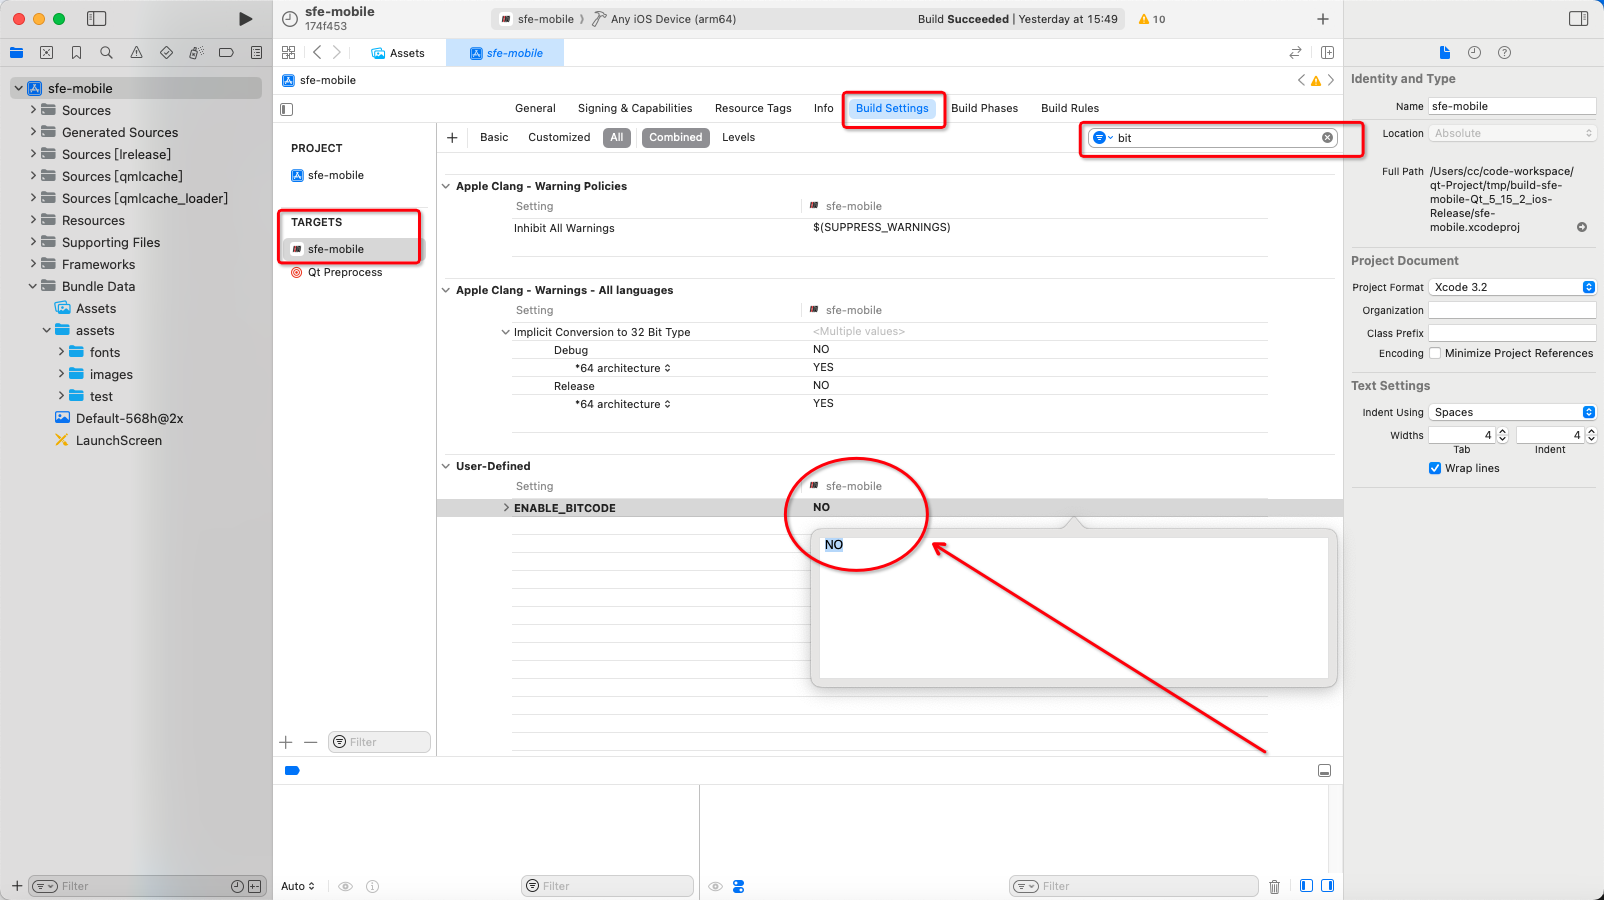 sfe-mobile
174f453
sfe-mobile
Any iOS Device (arm64)
Build Succeeded | Yesterday at 15:49
10
Assets
sfe-mobile
sfe-mobile
Sources
Generated Sources
Sources [lrelease]
Sources [qmlcache]
Sources [qmlcache_loader]
Resources
Supporting Files
Frameworks
Bundle Data
Assets
assets
fonts
images
test
Default-568h@2x
LaunchScreen
Filter
sfe-mobile
General
Signing & Capabilities
Resource Tags
Info
Build Settings
Build Phases
Build Rules
PROJECT
sfe-mobile
TARGETS
sfe-mobile
Qt Preprocess
Filter
Basic
Customized
All
Combined
Levels
bit
Apple Clang - Warning Policies
Setting
sfe-mobile
Inhibit All Warnings
$(SUPPRESS_WARNINGS)
Apple Clang - Warnings - All languages
Setting
sfe-mobile
Implicit Conversion to 32 Bit Type
<Multiple values>
Debug
NO
*64 architecture
YES
Release
NO
*64 architecture
YES
User-Defined
Setting
sfe-mobile
ENABLE_BITCODE
NO
NO
Auto
Filter
Filter
Identity and Type
Name
sfe-mobile
Location
Absolute
Full Path
/Users/cc/code-workspace/
qt-Project/tmp/build-sfe-
mobile-Qt_5_15_2_ios-
Release/sfe-
mobile.xcodeproj
Project Document
Project Format
Xcode 3.2
Organization
Class Prefix
Encoding
Minimize Project References
Text Settings
Indent Using
Spaces
Widths
4
4
Tab
Indent
Wrap lines